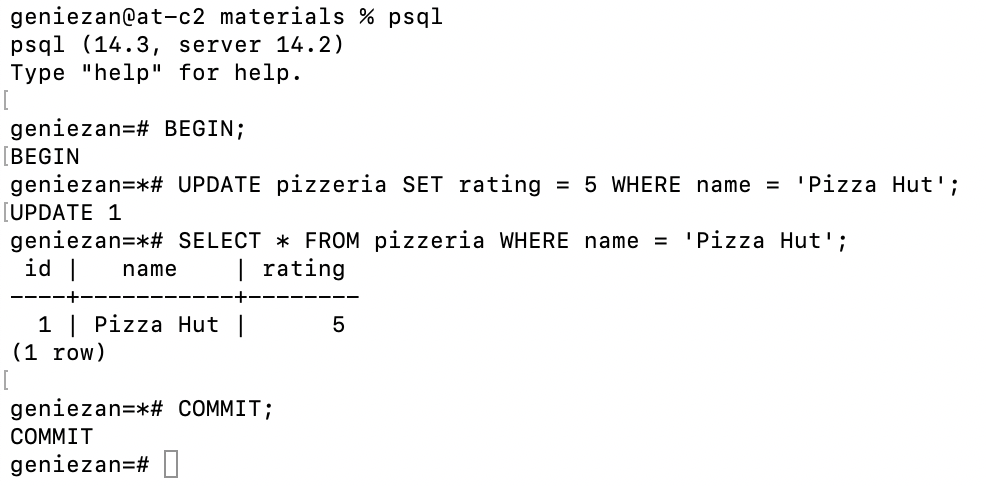 geniezan@at-c2 materials % psql
psql (14.3, server 14.2)
Type "help" for help.
[
geniezan=# BEGIN;
[BEGIN
geniezan=*# UPDATE pizzeria SET rating = 5 WHERE name = 'Pizza Hut';
[UPDATE 1
geniezan=*# SELECT * FROM pizzeria WHERE name = 'Pizza Hut';
 id |   name    | rating
----+-----------+--------
  1 | Pizza Hut |      5
(1 row)
[
geniezan=*# COMMIT;
COMMIT
geniezan=#